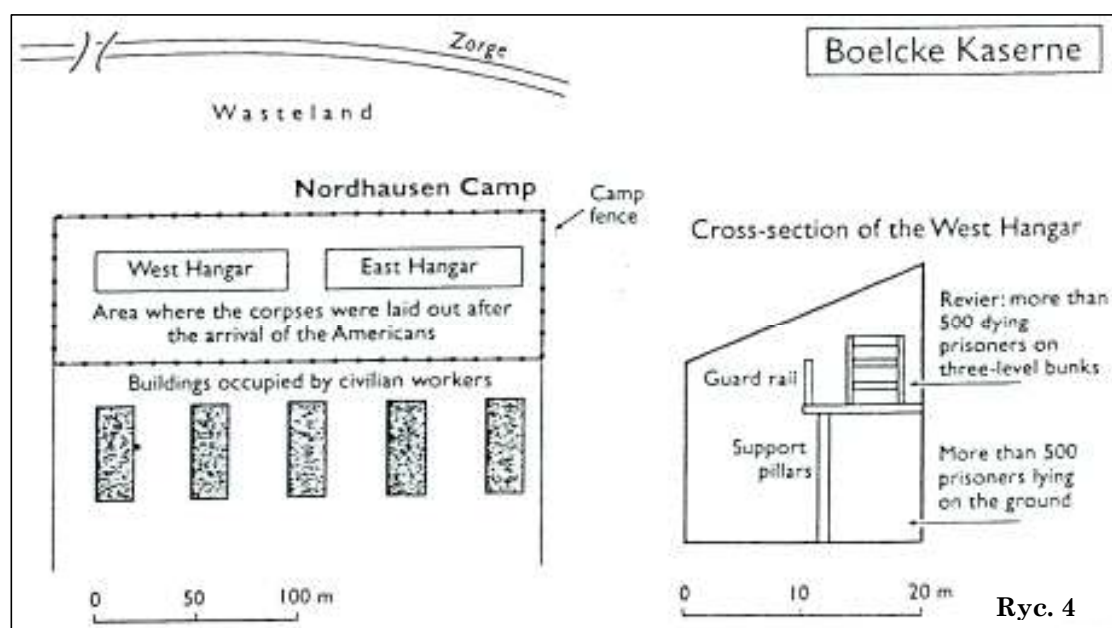 Zorge
Boelcke Kaserne
Wasteland
Nordhausen Camp
Camp
fence
West Hangar
East Hangar
Area where the corpses were laid out after
the arrival of the Americans
Buildings occupied by civilian workers
0
50
100 m
Cross-section of the West Hangar
Revier: more than
500 dying
prisoners on
three-level bunks
Guard rail
Support
pillars
More than 500
prisoners lying
on the ground
0
10
20 m
Ryc. 4